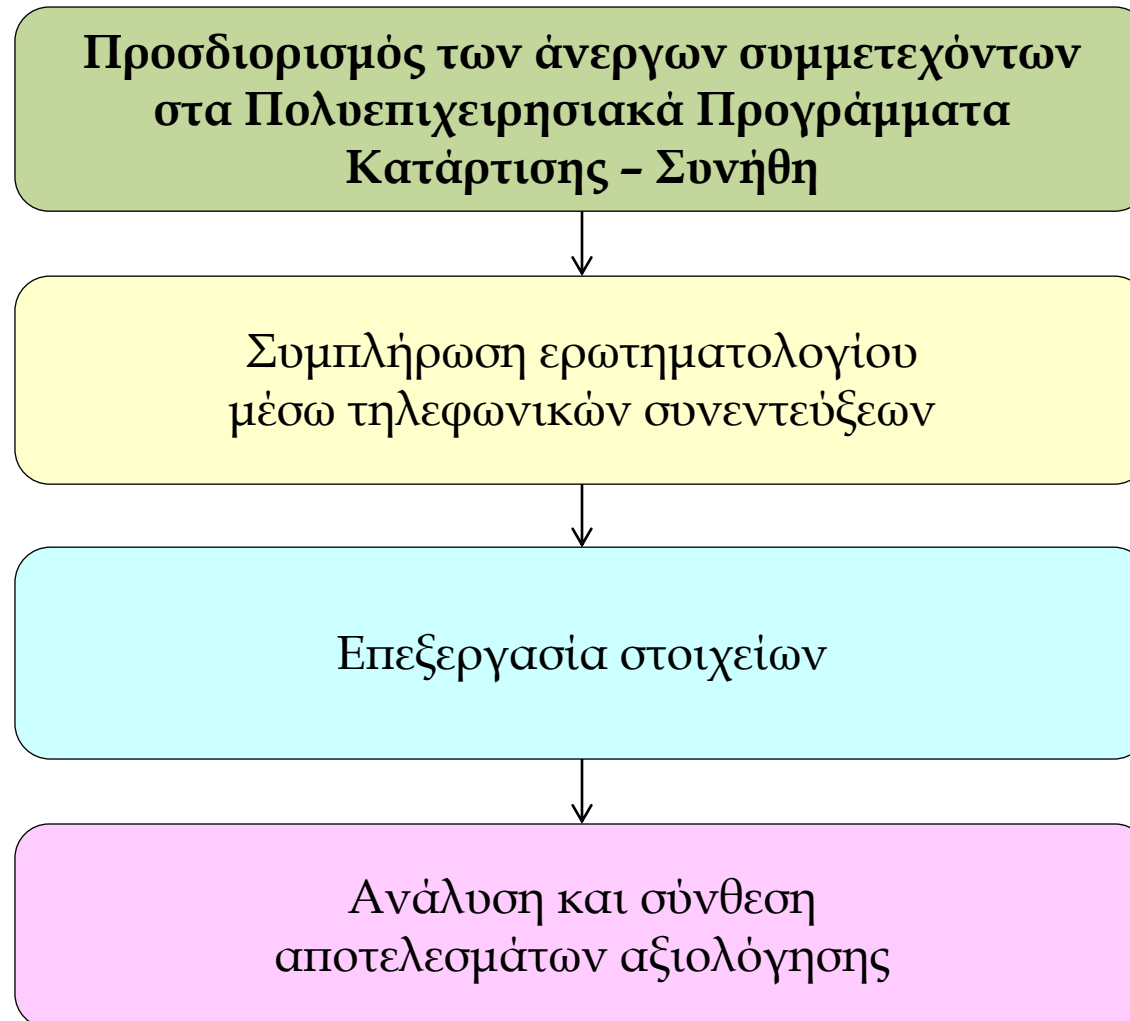 Προσδιορισμός των άνεργων συμμετεχόντων
στα Πολυεπιχειρησιακά Προγράμματα
Κατάρτισης – Συνήθη
Συμπλήρωση ερωτηματολογίου
μέσω τηλεφωνικών συνεντεύξεων
Επεξεργασία στοιχείων
Ανάλυση και σύνθεση
αποτελεσμάτων αξιολόγησης